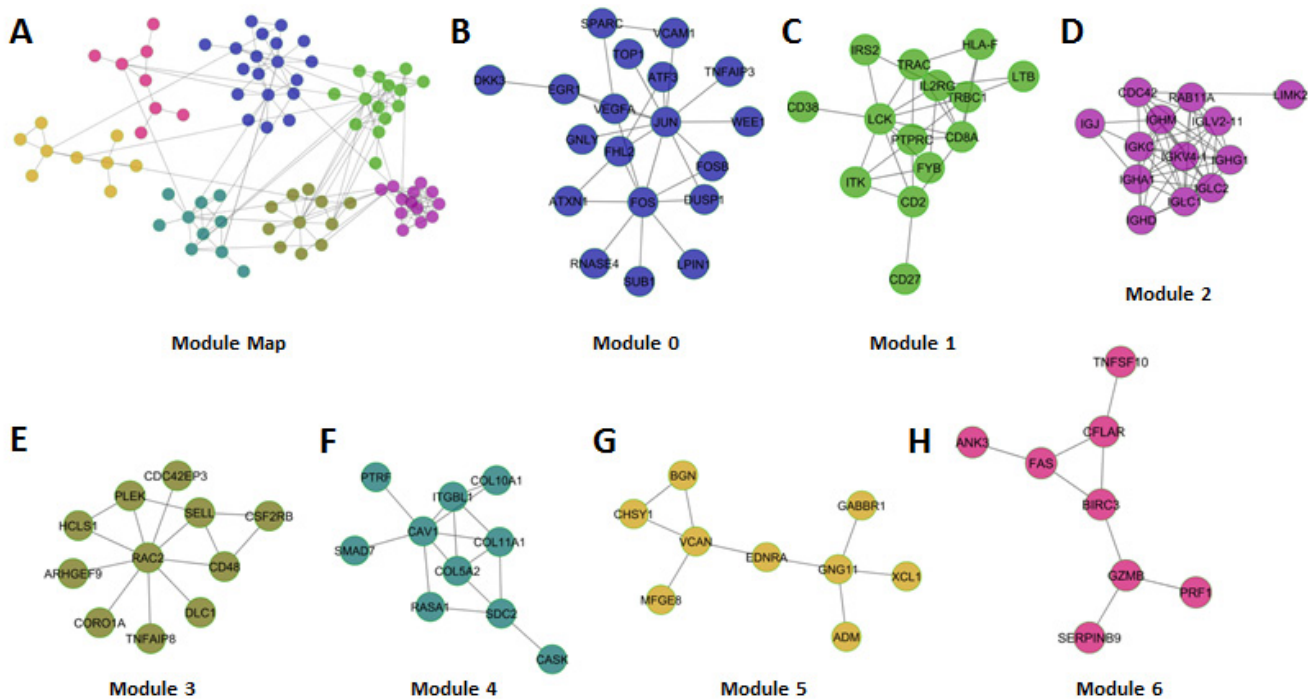 A
Module Map
B
SPARC
VCAM1
TOP1
DKK3
ATF3
TNFAIP3
EGR1
VEGFA
JUN
WEE1
GNLY
FHL2
FOSB
ATXN1
FOS
DUSP1
RNASE4
SUB1
LPIN1
Module 0
C
IRS2
TRAC
HLA-F
IL2RG
LTB
TRBC1
CD38
LCK
PTPRC
CD8A
FYB
ITK
CD2
CD27
Module 1
D
CDC42
RAB11A
LIMK2
IGJ
IGHM
IGLV2-11
IGKC
IGKV4-1
IGHG1
IGHA1
IGLC2
IGLC1
IGHD
Module 2
E
CDC42EP3
PLEK
SELL
CSF2RB
HCLS1
RAC2
ARHGEF9
CD48
CORO1A
DLC1
TNFAIP8
Module 3
F
PTRF
ITGBL1
COL10A1
CAV1
COL11A1
SMAD7
COL5A2
RASA1
SDC2
CASK
Module 4
G
BGN
CHSY1
GABBR1
VCAN
EDNRA
GNG11
XCL1
MFGE8
ADM
Module 5
H
TNFSF10
ANK3
CFLAR
FAS
BIRC3
GZMB
PRF1
SERPINB9
Module 6